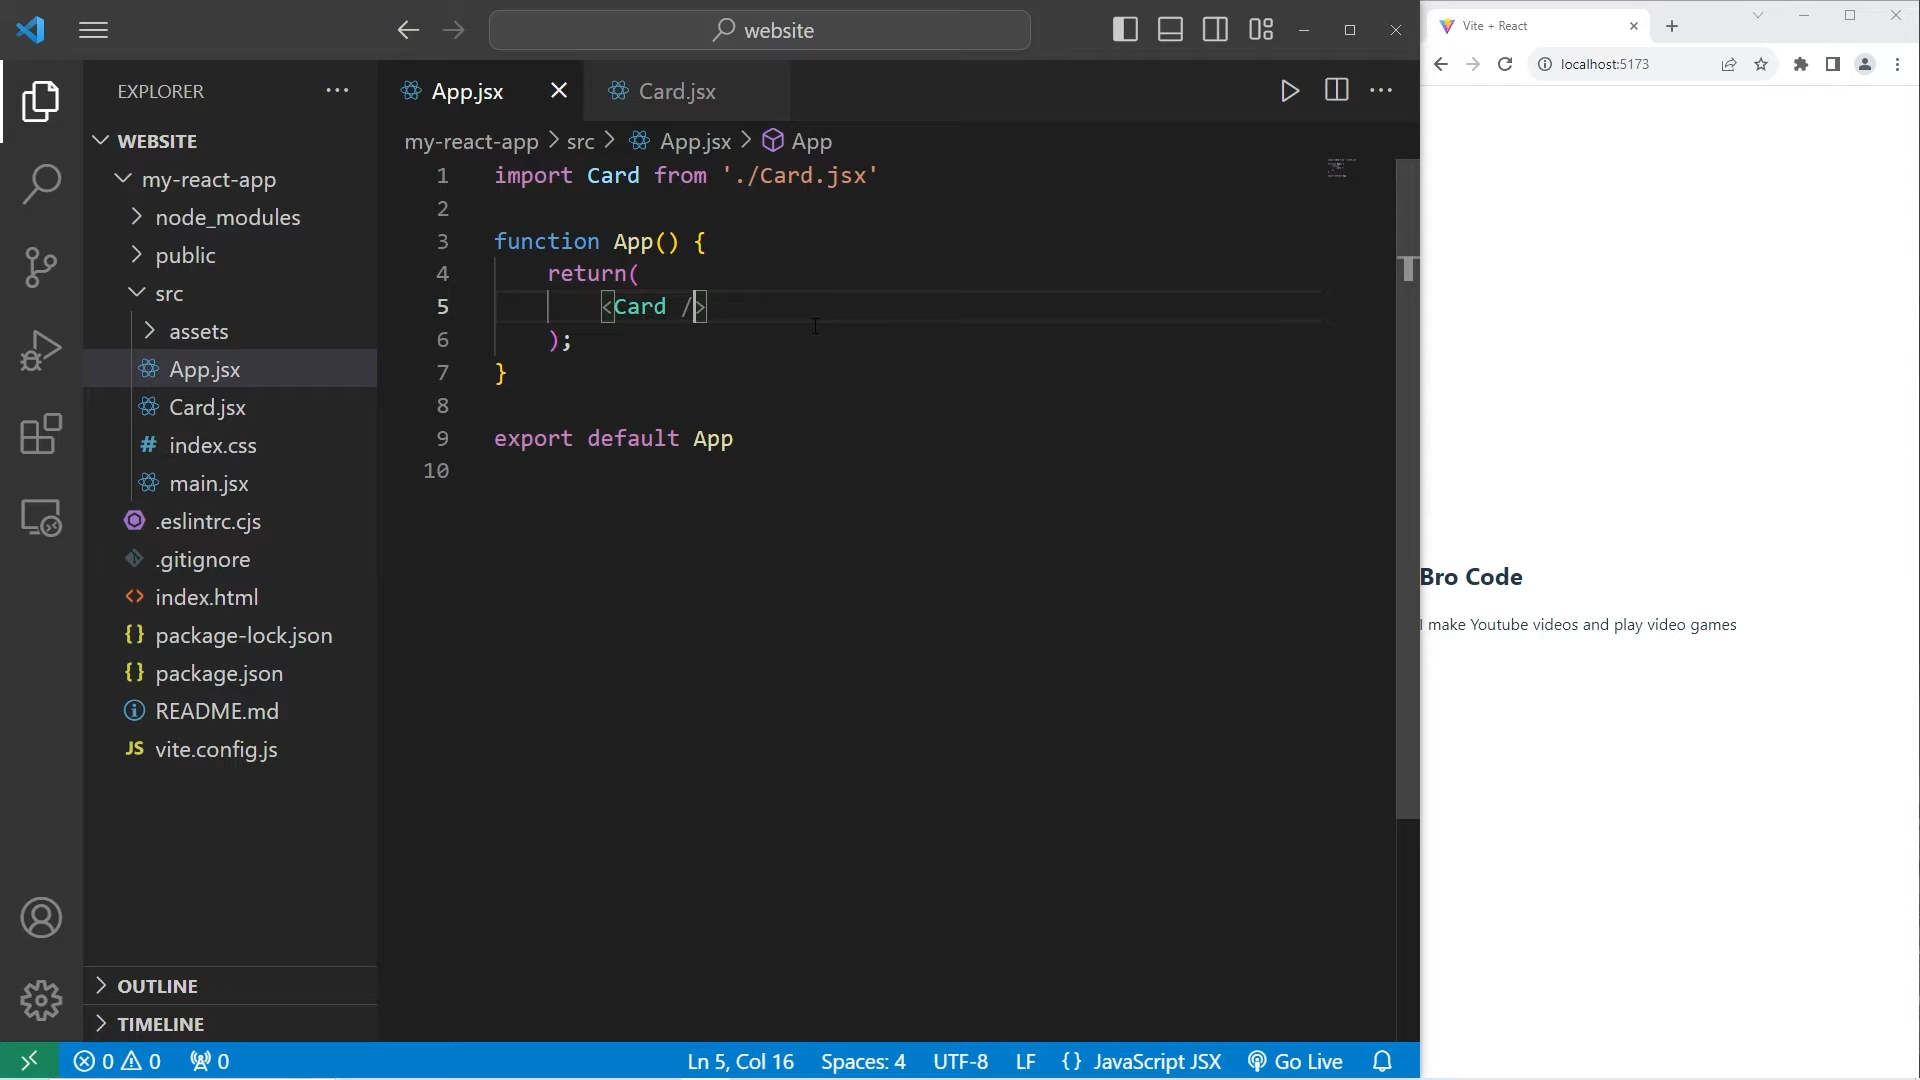 website
EXPLORER
WEBSITE
my-react-app
node_modules
public
src
assets
App.jsx
Card.jsx
index.css
main.jsx
.eslintrc.cjs
.gitignore
index.html
package-lock.json
package.json
README.md
vite.config.js
OUTLINE
TIMELINE
App.jsx
Card.jsx
my-react-app > src > App.jsx > App
1 import Card from './Card.jsx'
2
3 function App() {
4 return(
5 <Card />
6 );
7 }
8
9 export default App
10
0 0 0
Ln 5, Col 16 Spaces: 4 UTF-8 LF {} JavaScript JSX Go Live
Vite + React
localhost:5173
Bro Code
I make Youtube videos and play video games